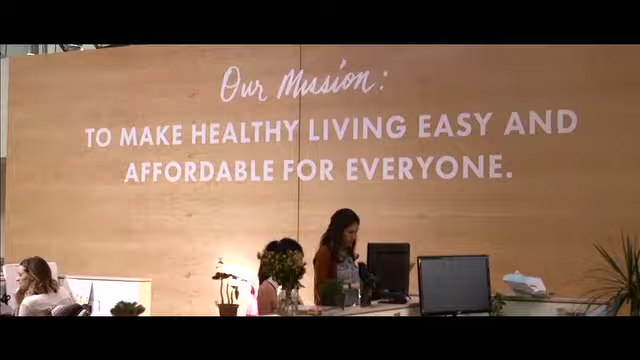 Our Mission:
TO MAKE HEALTHY LIVING EASY AND
AFFORDABLE FOR EVERYONE.